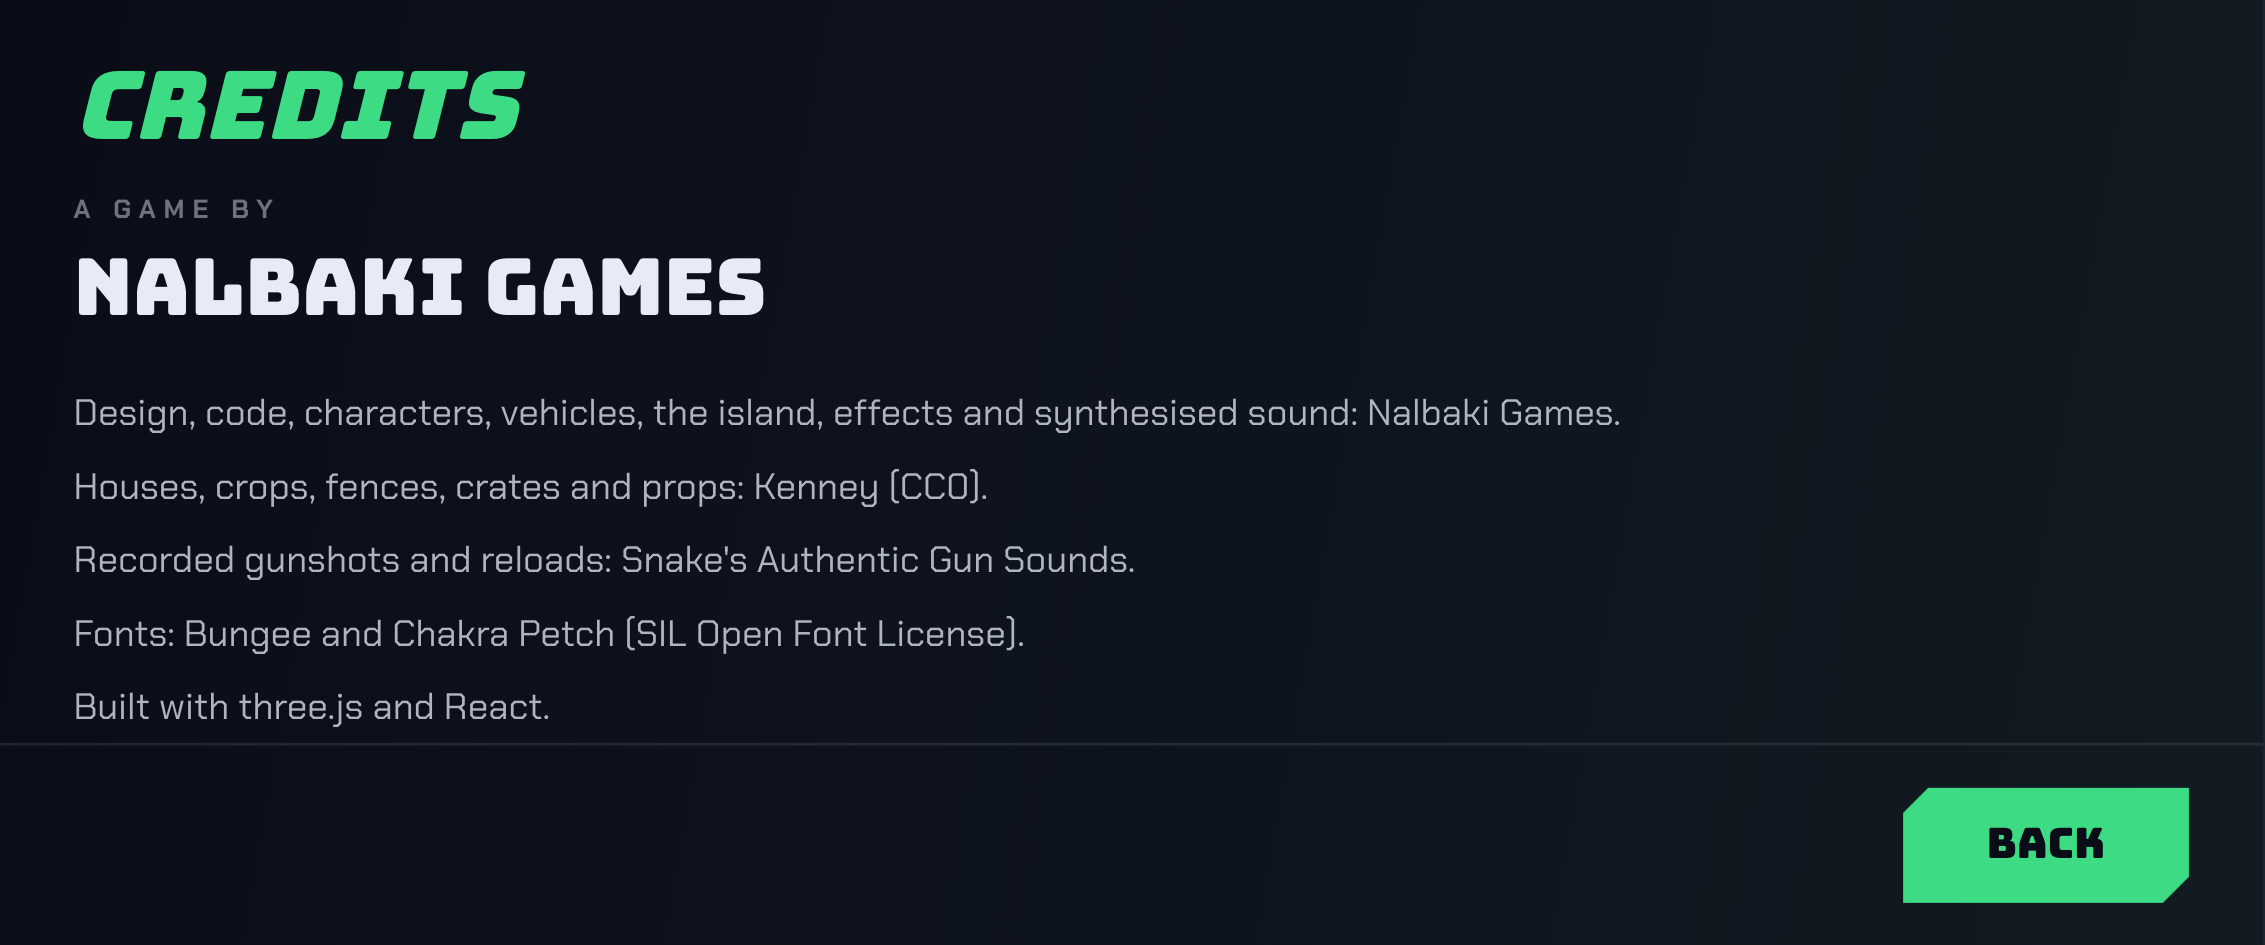 CREDITS
A GAME BY
NALBAKI GAMES
Design, code, characters, vehicles, the island, effects and synthesised sound: Nalbaki Games.
Houses, crops, fences, crates and props: Kenney (CC0).
Recorded gunshots and reloads: Snake's Authentic Gun Sounds.
Fonts: Bungee and Chakra Petch (SIL Open Font License).
Built with three.js and React.
BACK